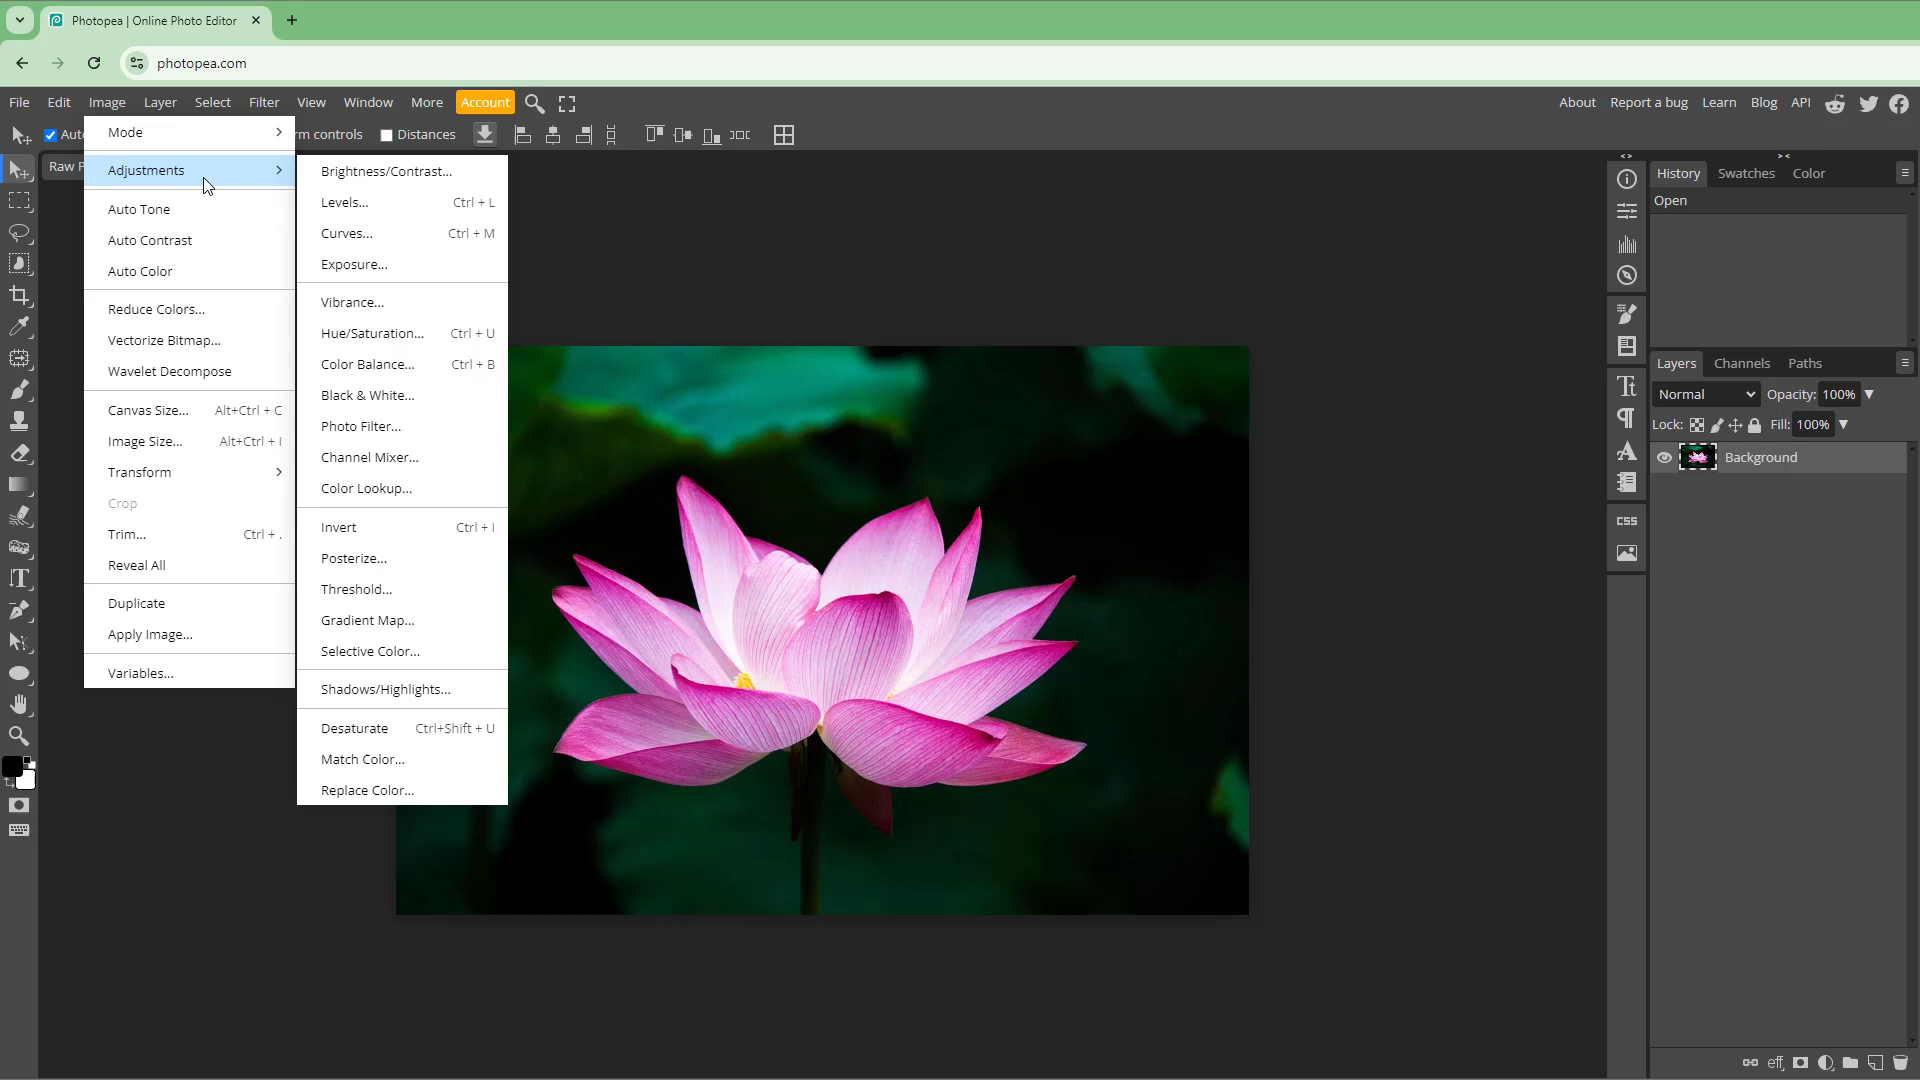 Photopea | Online Photo Editor
photopea.com
File Edit Image Layer Select Filter View Window More Account
About Report a bug Learn Blog API
Auto
rm controls Distances
Raw
Mode
Adjustments
Auto Tone
Auto Contrast
Auto Color
Reduce Colors...
Vectorize Bitmap...
Wavelet Decompose
Canvas Size... Alt+Ctrl + C
Image Size... Alt+Ctrl + I
Transform
Crop
Trim... Ctrl + .
Reveal All
Duplicate
Apply Image...
Variables...
Brightness/Contrast...
Levels... Ctrl + L
Curves... Ctrl + M
Exposure...
Vibrance...
Hue/Saturation... Ctrl + U
Color Balance... Ctrl + B
Black & White...
Photo Filter...
Channel Mixer...
Color Lookup...
Invert Ctrl + I
Posterize...
Threshold...
Gradient Map...
Selective Color...
Shadows/Highlights...
Desaturate Ctrl+Shift + U
Match Color...
Replace Color...
History Swatches Color
Open
CSS
Layers Channels Paths
Normal Opacity: 100%
Lock: Fill: 100%
Background
eff